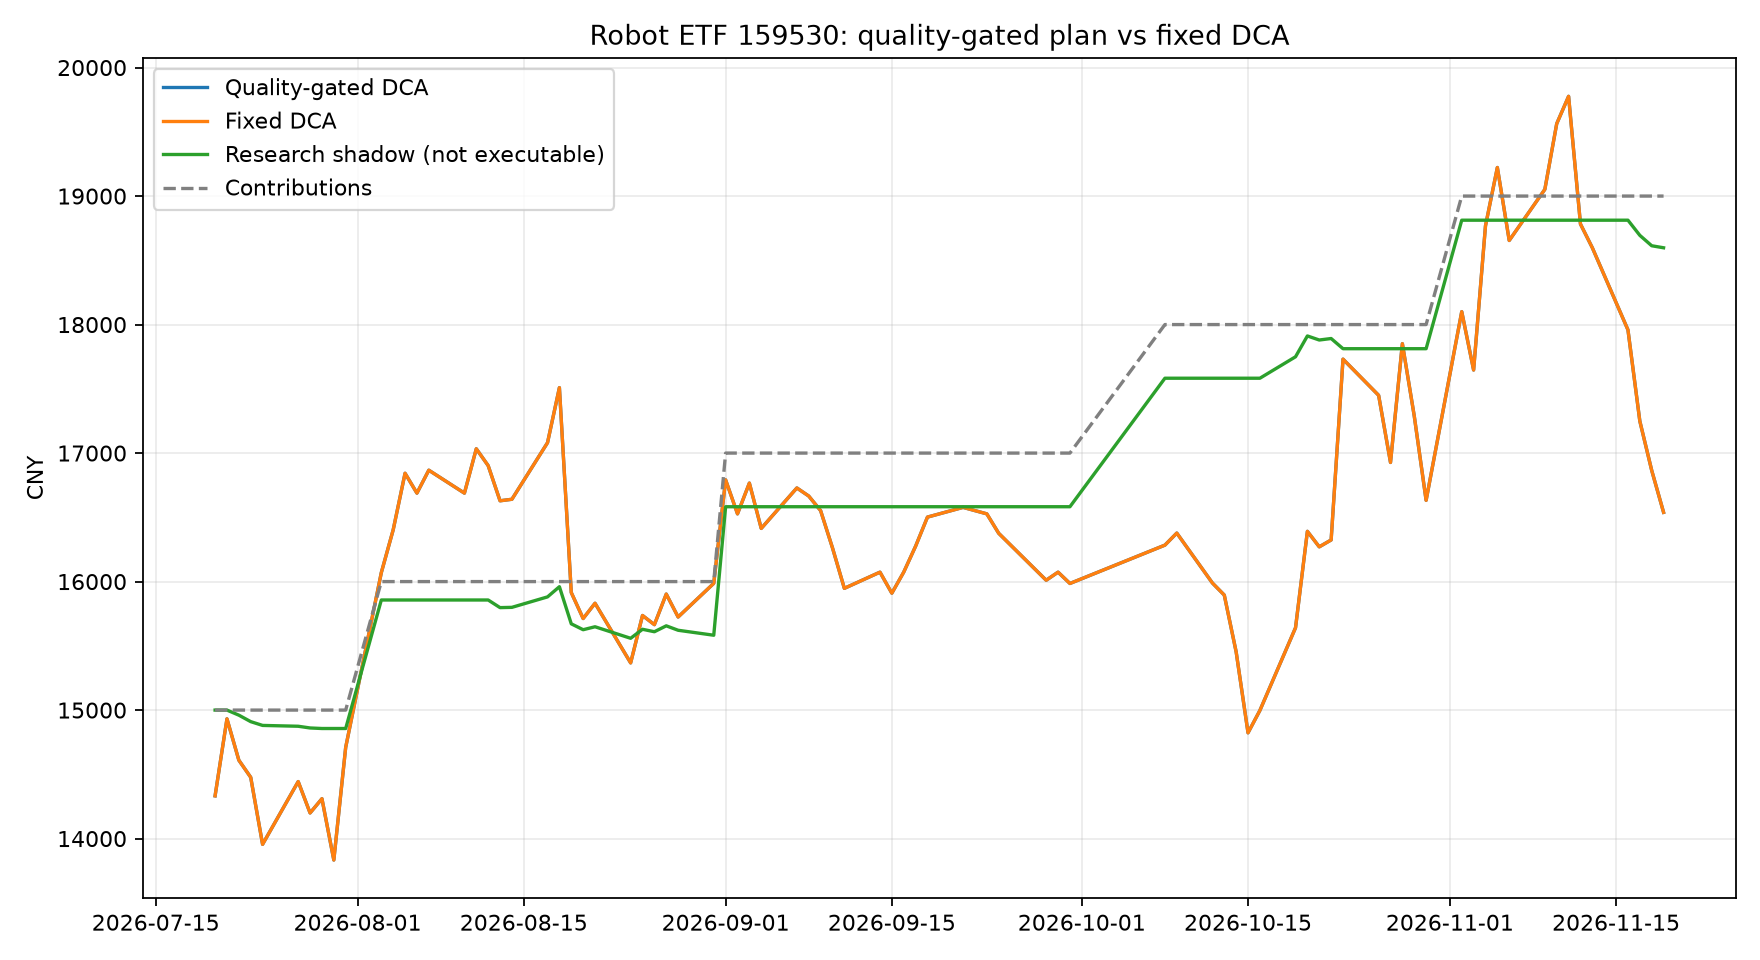 Robot ETF 159530: quality-gated plan vs fixed DCA
Quality-gated DCA
Fixed DCA
Research shadow (not executable)
Contributions
CNY
20000
19000
18000
17000
16000
15000
14000
2026-07-15
2026-08-01
2026-08-15
2026-09-01
2026-09-15
2026-10-01
2026-10-15
2026-11-01
2026-11-15